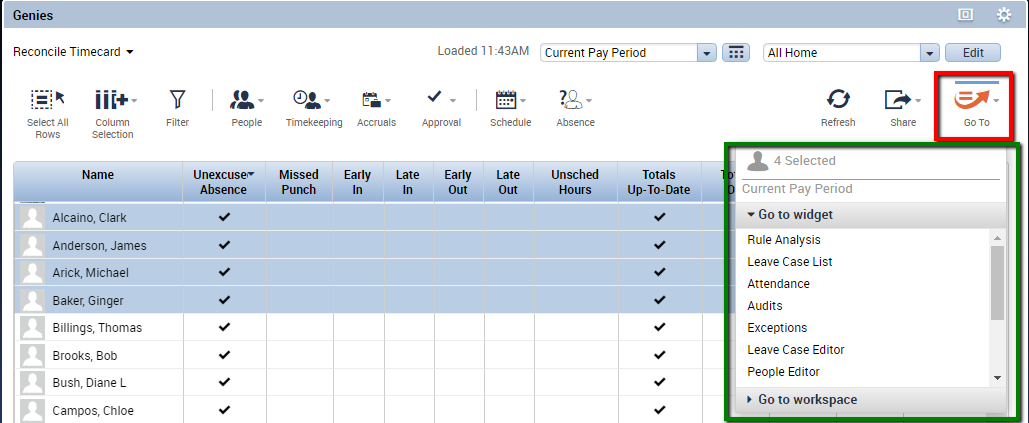 Genies
Reconcile Timecard
Loaded 11:43AM
Current Pay Period
All Home
Edit
Select All Rows
Column Selection
Filter
People
Timekeeping
Accruals
Approval
Schedule
Absence
Refresh
Share
Go To
Name
Unexcuse Absence
Missed Punch
Early In
Late In
Early Out
Late Out
Unsched Hours
Totals Up-To-Date
Alcaino, Clark
Anderson, James
Arick, Michael
Baker, Ginger
Billings, Thomas
Brooks, Bob
Bush, Diane L
Campos, Chloe
4 Selected
Current Pay Period
Go to widget
Rule Analysis
Leave Case List
Attendance
Audits
Exceptions
Leave Case Editor
People Editor
Go to workspace